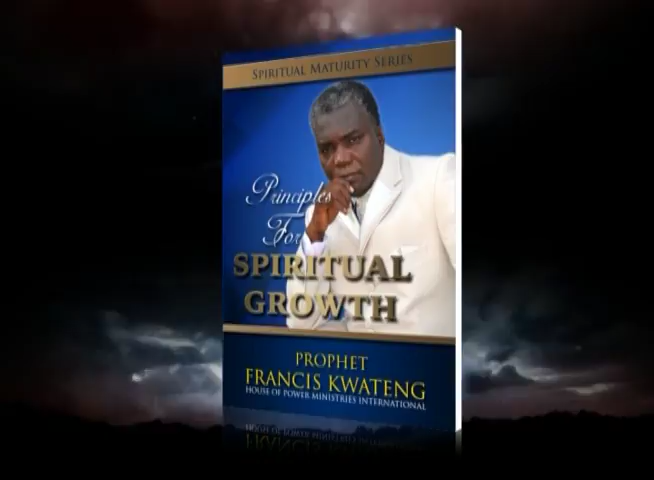 SPIRITUAL MATURITY SERIES
Principles
For
SPIRITUAL
GROWTH
PROPHET
FRANCIS KWATENG
HOUSE OF POWER MINISTRIES INTERNATIONAL